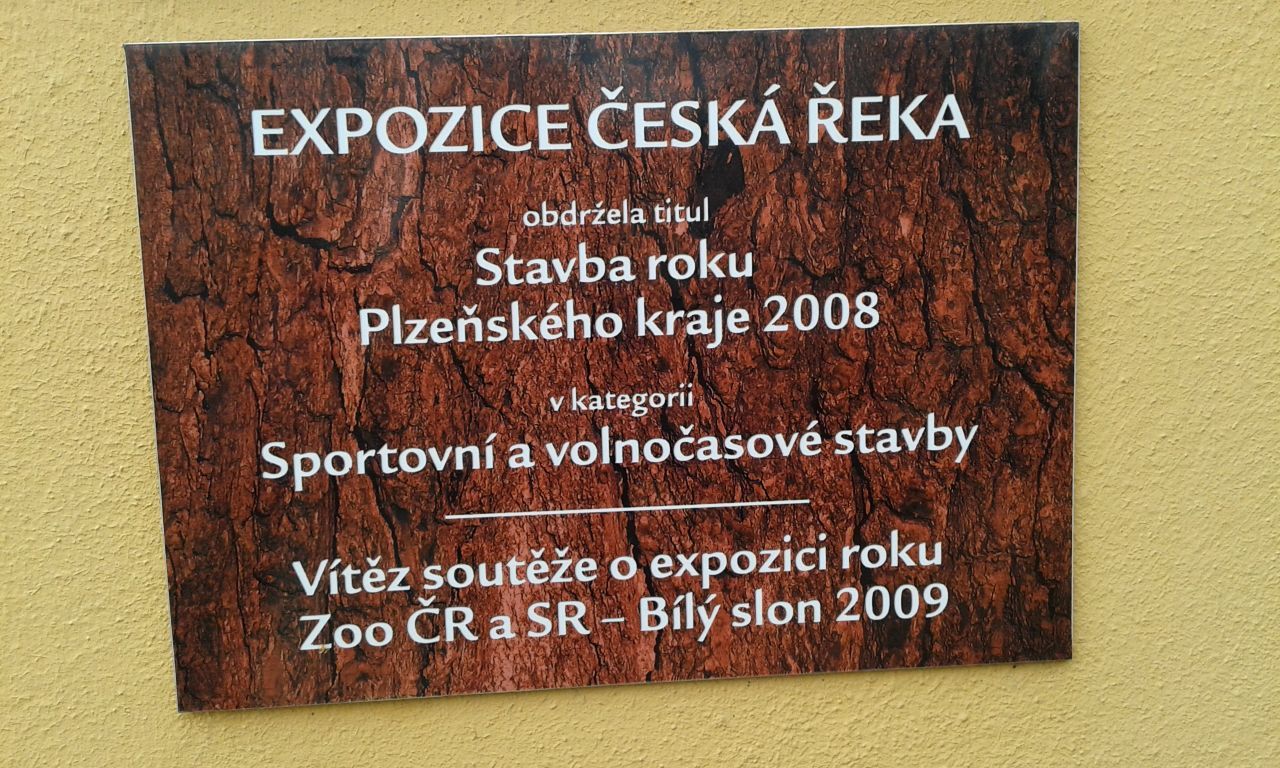 EXPOZICE ČESKÁ ŘEKA
obdržela titul
Stavba roku
Plzeňského kraje 2008
v kategorii
Sportovní a volnočasové stavby
Vítěz soutěže o expozici roku
Zoo ČR a SR – Bílý slon 2009